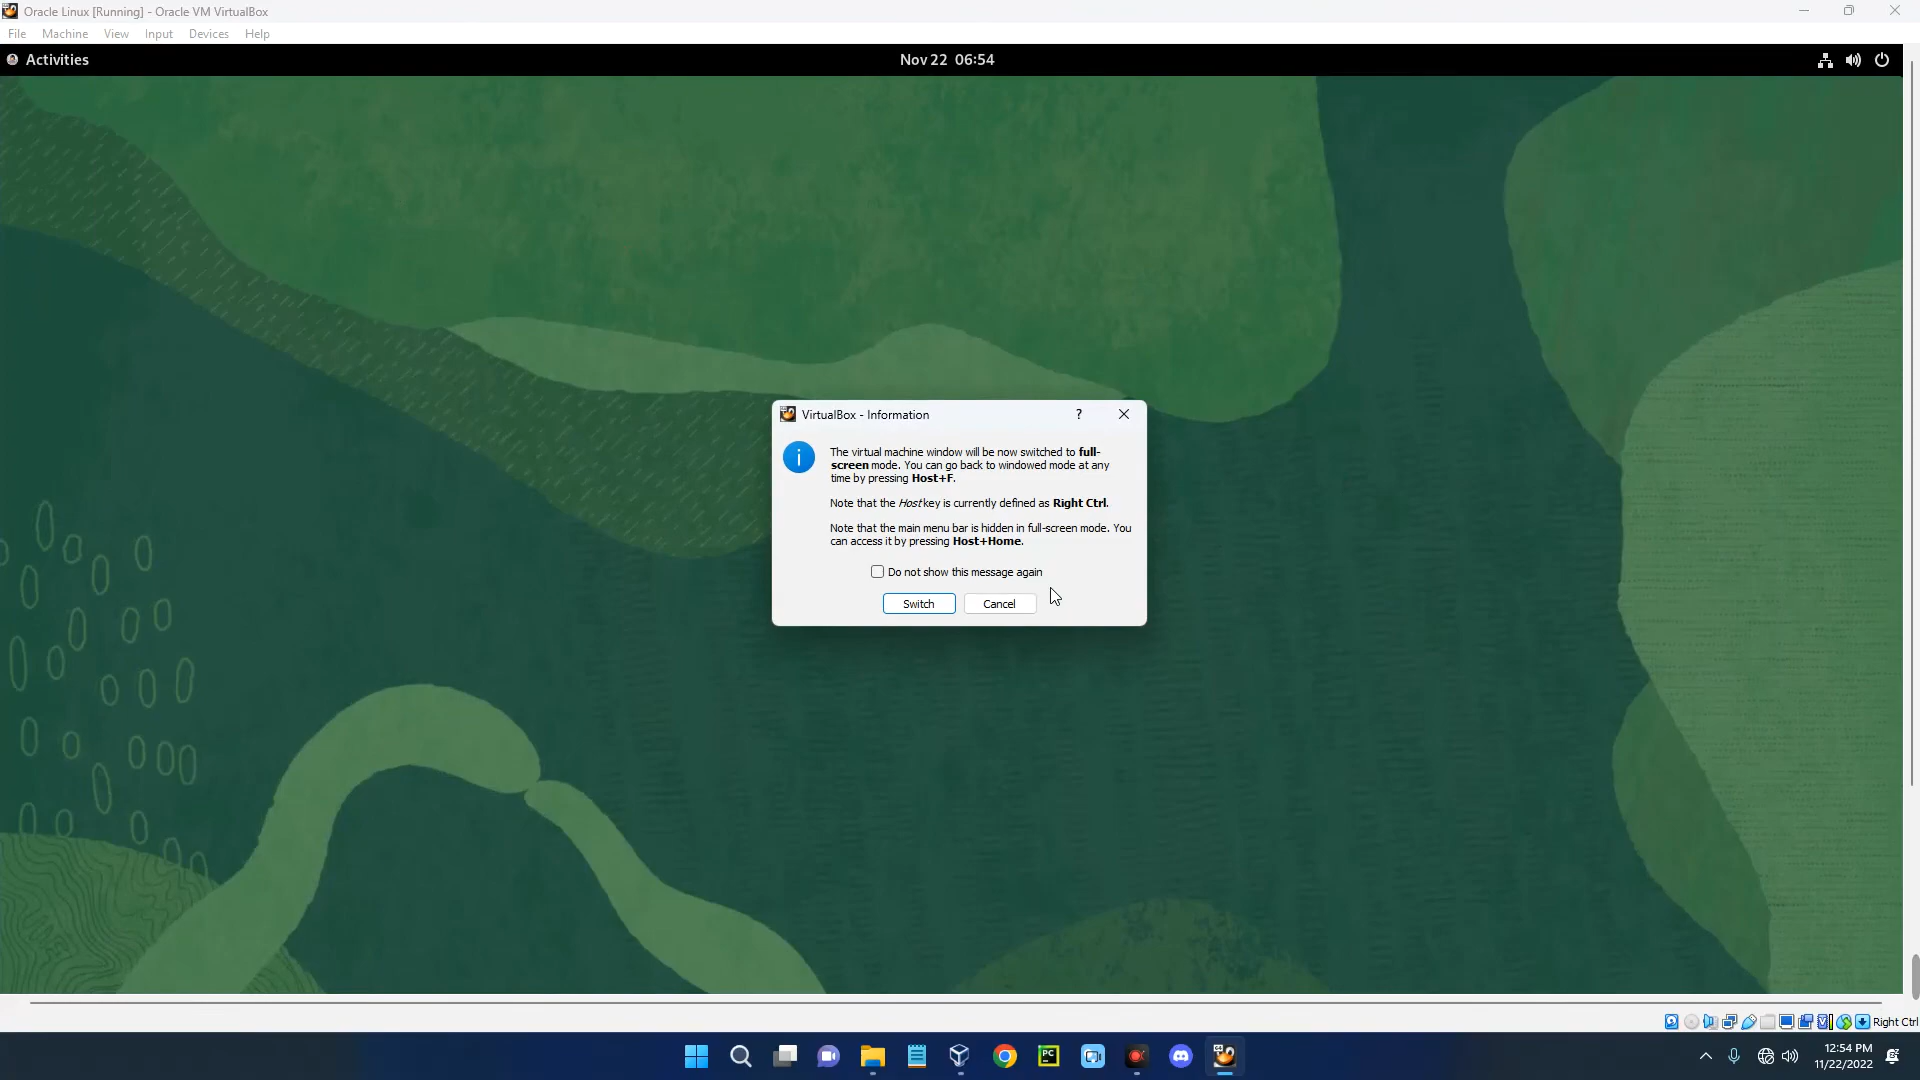 Oracle Linux [Running] - Oracle VM VirtualBox
File Machine View Input Devices Help
Activities
Nov 22 06:54
VirtualBox - Information
The virtual machine window will be now switched to full-
screen mode. You can go back to windowed mode at any
time by pressing Host+F.
Note that the Host key is currently defined as Right Ctrl.
Note that the main menu bar is hidden in full-screen mode. You
can access it by pressing Host+Home.
Do not show this message again
Switch Cancel
Right Ctrl
PC
12:54 PM
11/22/2022